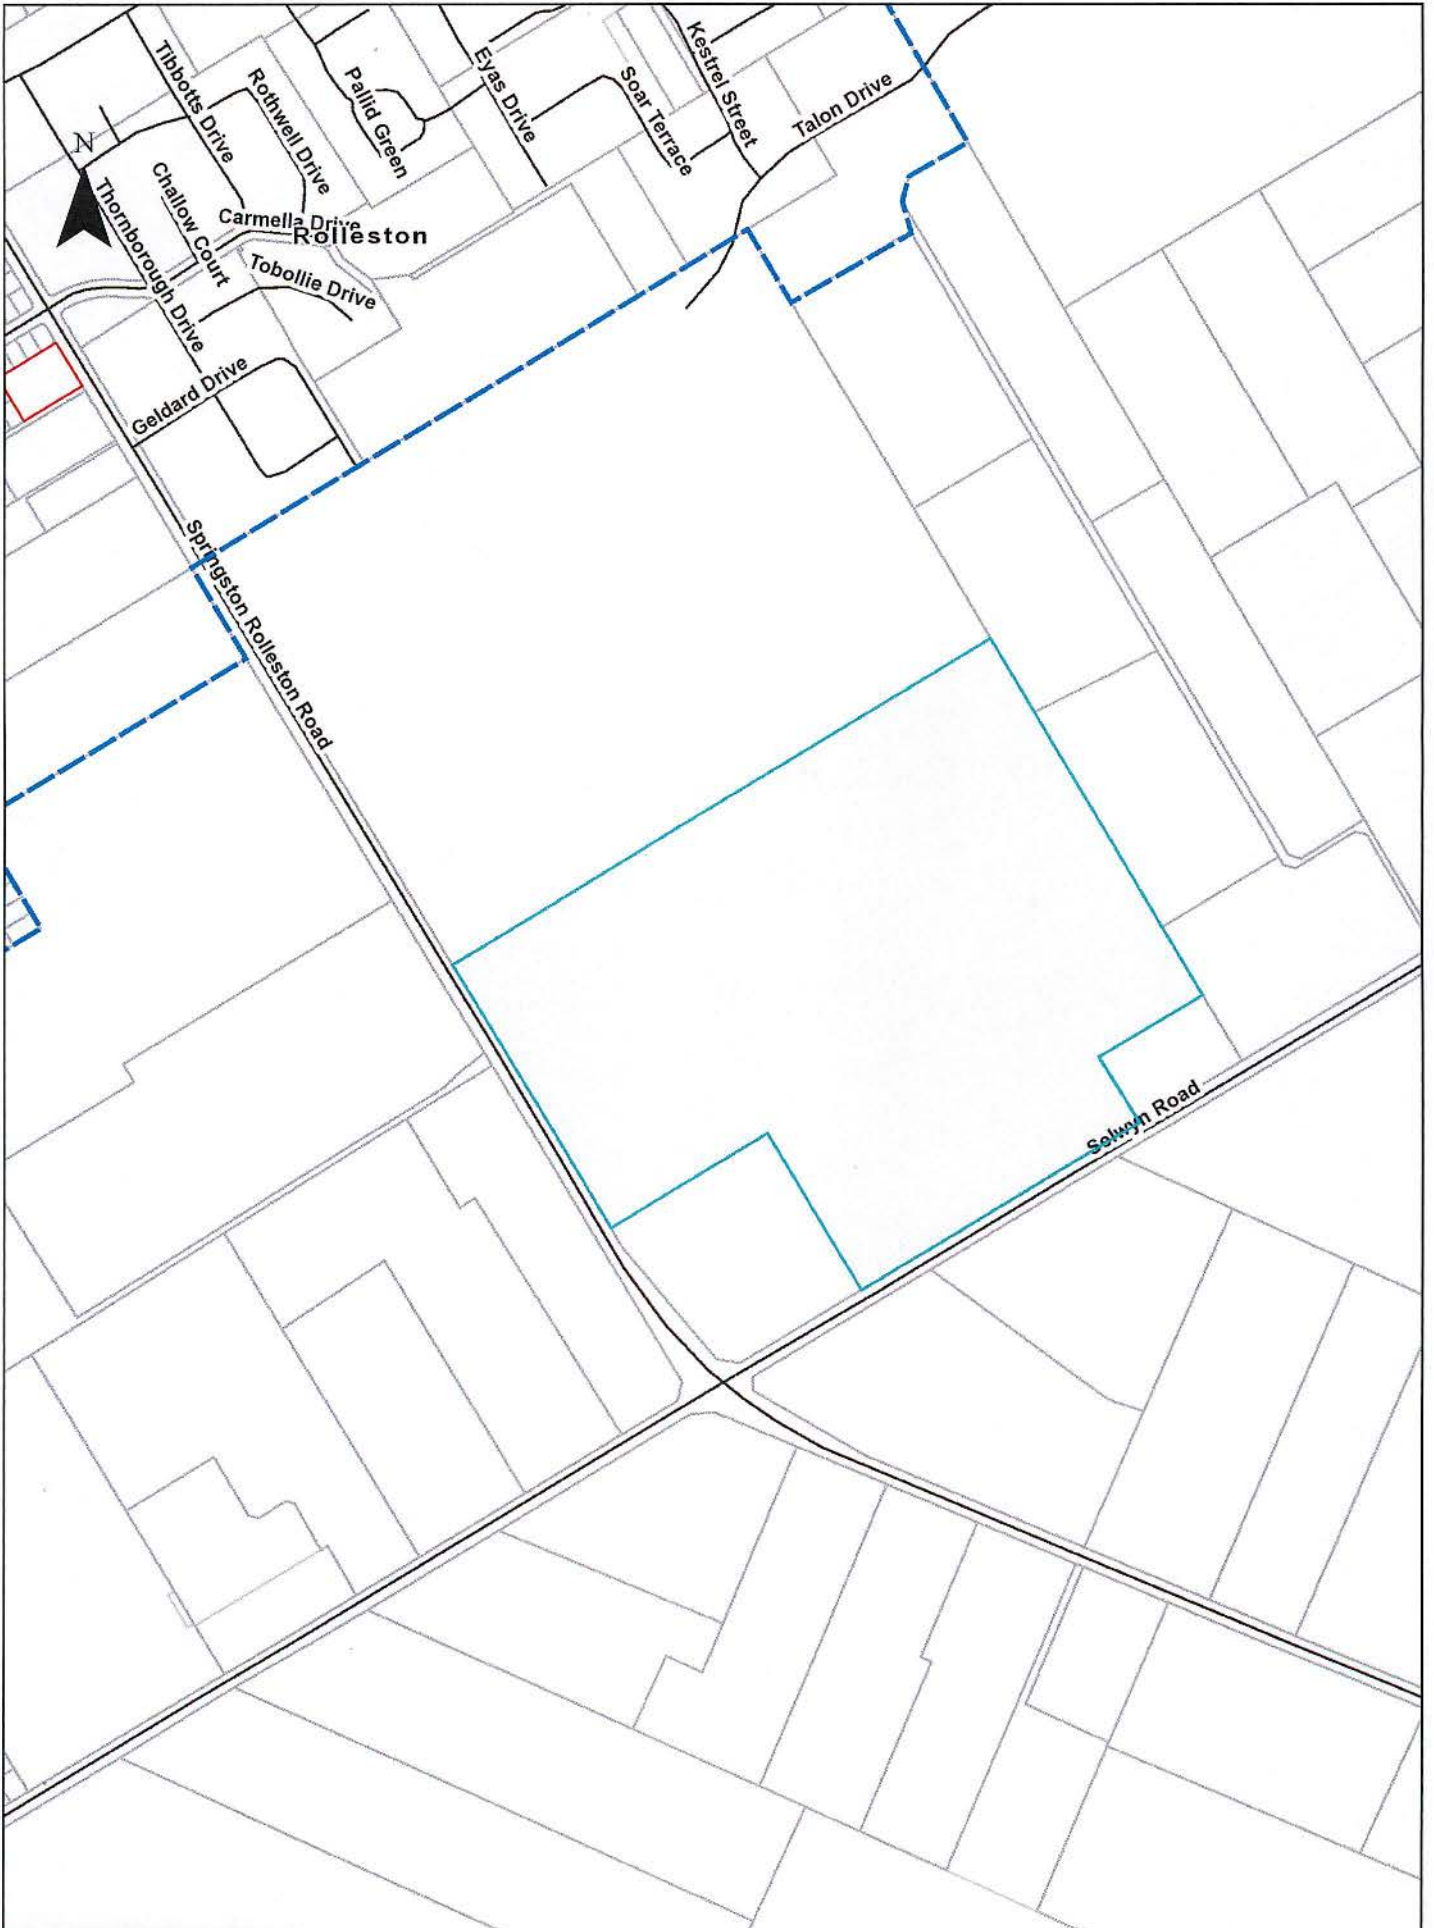 Tibbotts Drive
Rothwell Drive
Pallid Green
Eyas Drive
Soar Terrace
Kestrel Street
Talon Drive
N
Thornborough Drive
Challow Court
Carmella Drive
Rolleston
Tobollie Drive
Geldard Drive
Springston Rolleston Road
Selwyn Road